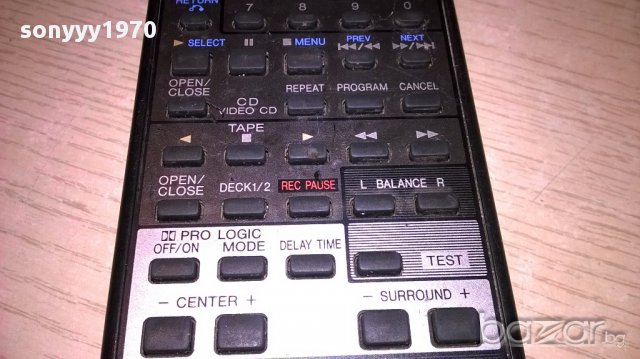 sonyyy1970
RETURN
7 8 9 0
SELECT MENU PREV NEXT
OPEN/
CLOSE
CD
VIDEO CD
REPEAT PROGRAM CANCEL
TAPE
OPEN/
CLOSE
DECK1/2 REC PAUSE L BALANCE R
PRO LOGIC
OFF/ON MODE DELAY TIME
TEST
- CENTER + - SURROUND +
bazar.bg